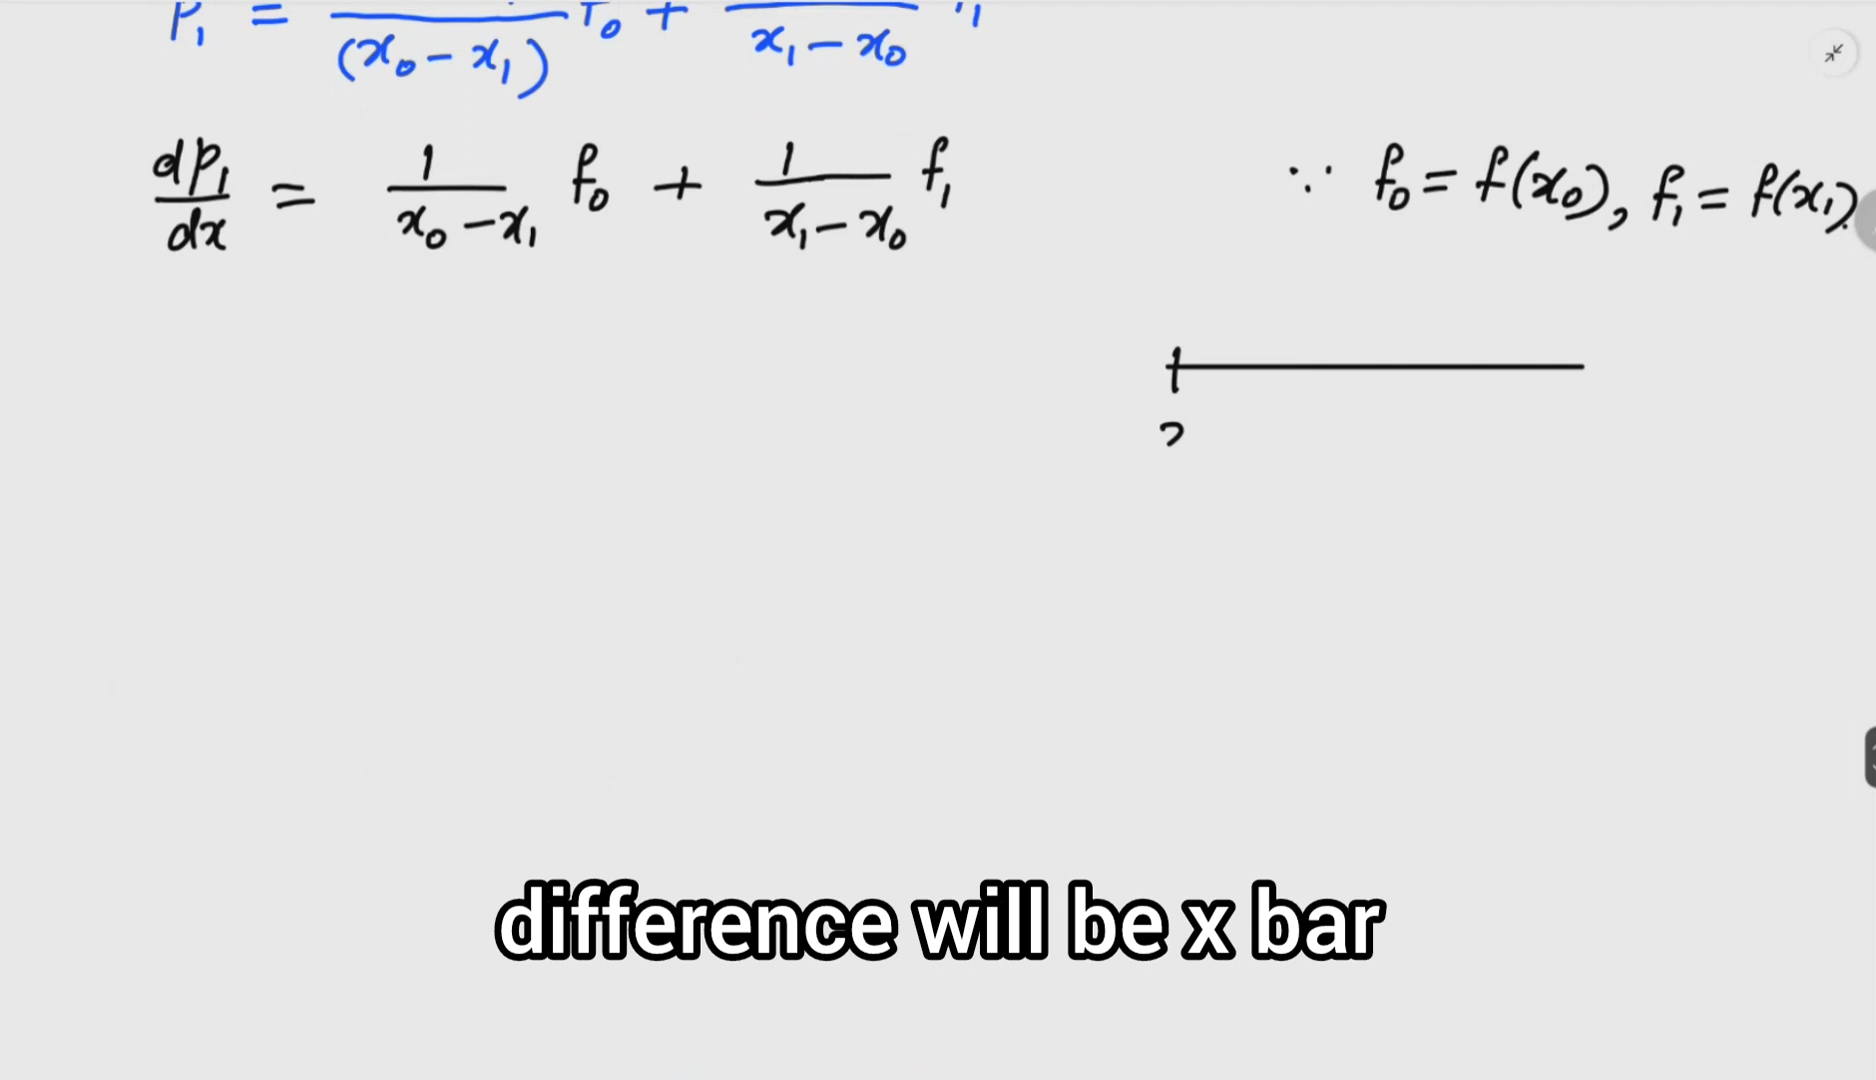 P₁ = ――― f₀ + ――― f₁
(x₀ - x₁) x₁ - x₀
dP₁/dx = 1/(x₀ - x₁) f₀ + 1/(x₁ - x₀) f₁ ∵ f₀ = f(x₀), f₁ = f(x₁).
difference will be x bar